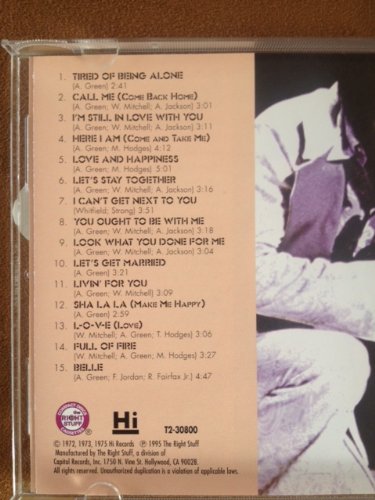 1. TIRED OF BEING ALONE
(A. Green) 2:41
2. CALL ME (COME BACK HOME)
(A. Green; W. Mitchell; A. Jackson) 3:01
3. I'M STILL IN LOVE WITH YOU
(A. Green; W. Mitchell; A. Jackson) 3:11
4. HERE I AM (COME AND TAKE ME)
(A. Green; M. Hodges) 4:12
5. LOVE AND HAPPINESS
(A. Green; M. Hodges) 5:01
6. LET'S STAY TOGETHER
(A. Green; W. Mitchell; A. Jackson) 3:16
7. I CAN'T GET NEXT TO YOU
(Whitfield; Strong) 3:51
8. YOU OUGHT TO BE WITH ME
(A. Green; W. Mitchell; A. Jackson) 3:18
9. LOOK WHAT YOU DONE FOR ME
(A. Green; W. Mitchell; A. Jackson) 3:04
10. LET'S GET MARRIED
(A. Green) 3:21
11. LIVIN' FOR YOU
(A. Green; W. Mitchell) 3:09
12. SHA LA LA (MAKE ME HAPPY)
(A. Green) 2:59
13. L-O-V-E (LOVE)
(W. Mitchell; A. Green; T. Hodges) 3:06
14. FULL OF FIRE
(W. Mitchell; A. Green; M. Hodges) 3:27
15. BELLE
(A. Green; F. Jordan; R. Fairfax Jr.) 4:47
the RIGHT STUFF
Hi
T2-30800
© 1972, 1973, 1975 Hi Records ℗ 1995 The Right Stuff
Manufactured by The Right Stuff, a division of
Capitol Records, Inc. 1750 N. Vine St. Hollywood, CA 90028.
All rights reserved. Unauthorized duplication is a violation of applicable laws.